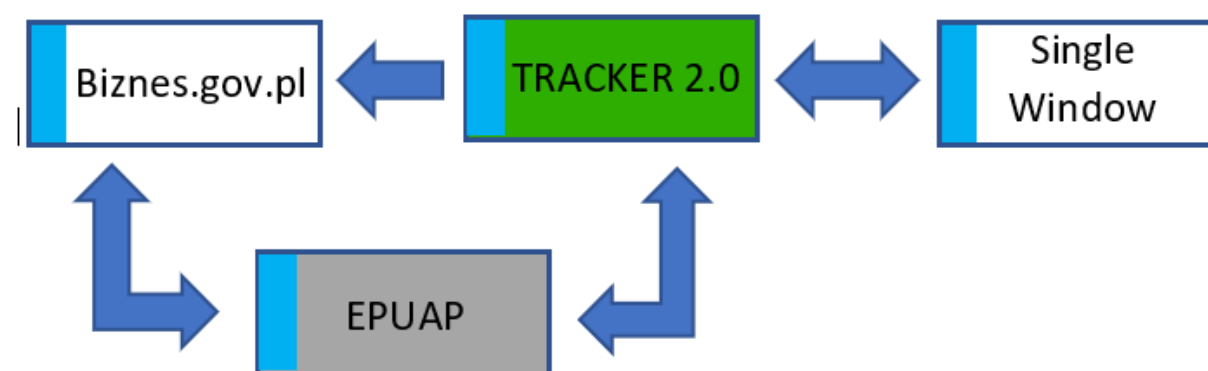 Biznes.gov.pl
TRACKER 2.0
Single
Window
EPUAP